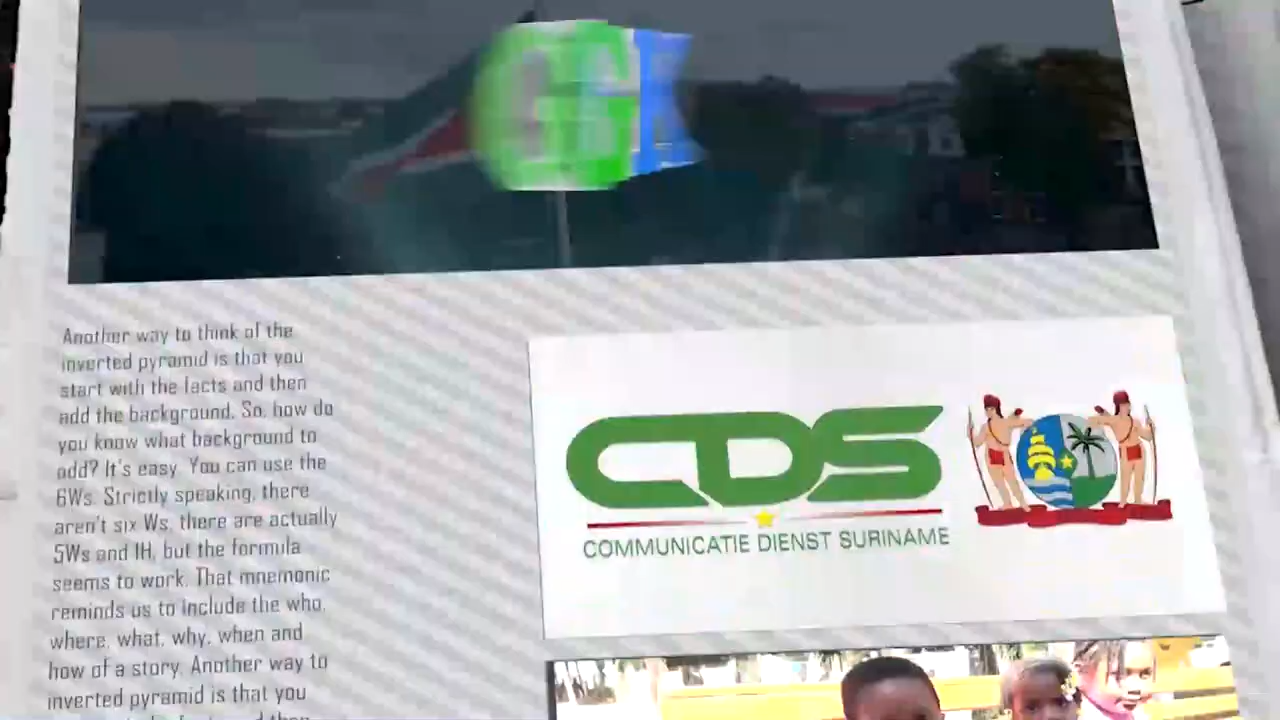 Another way to think of the
inverted pyramid is that you
start with the facts and then
add the background. So, how do
you know what background to
add? It's easy. You can use the
6Ws. Strictly speaking, there
aren't six Ws, there are actually
5Ws and 1H, but the formula
seems to work. That mnemonic
reminds us to include the who,
where, what, why, when and
how of a story. Another way to
inverted pyramid is that you
CDS
COMMUNICATIE DIENST SURINAME